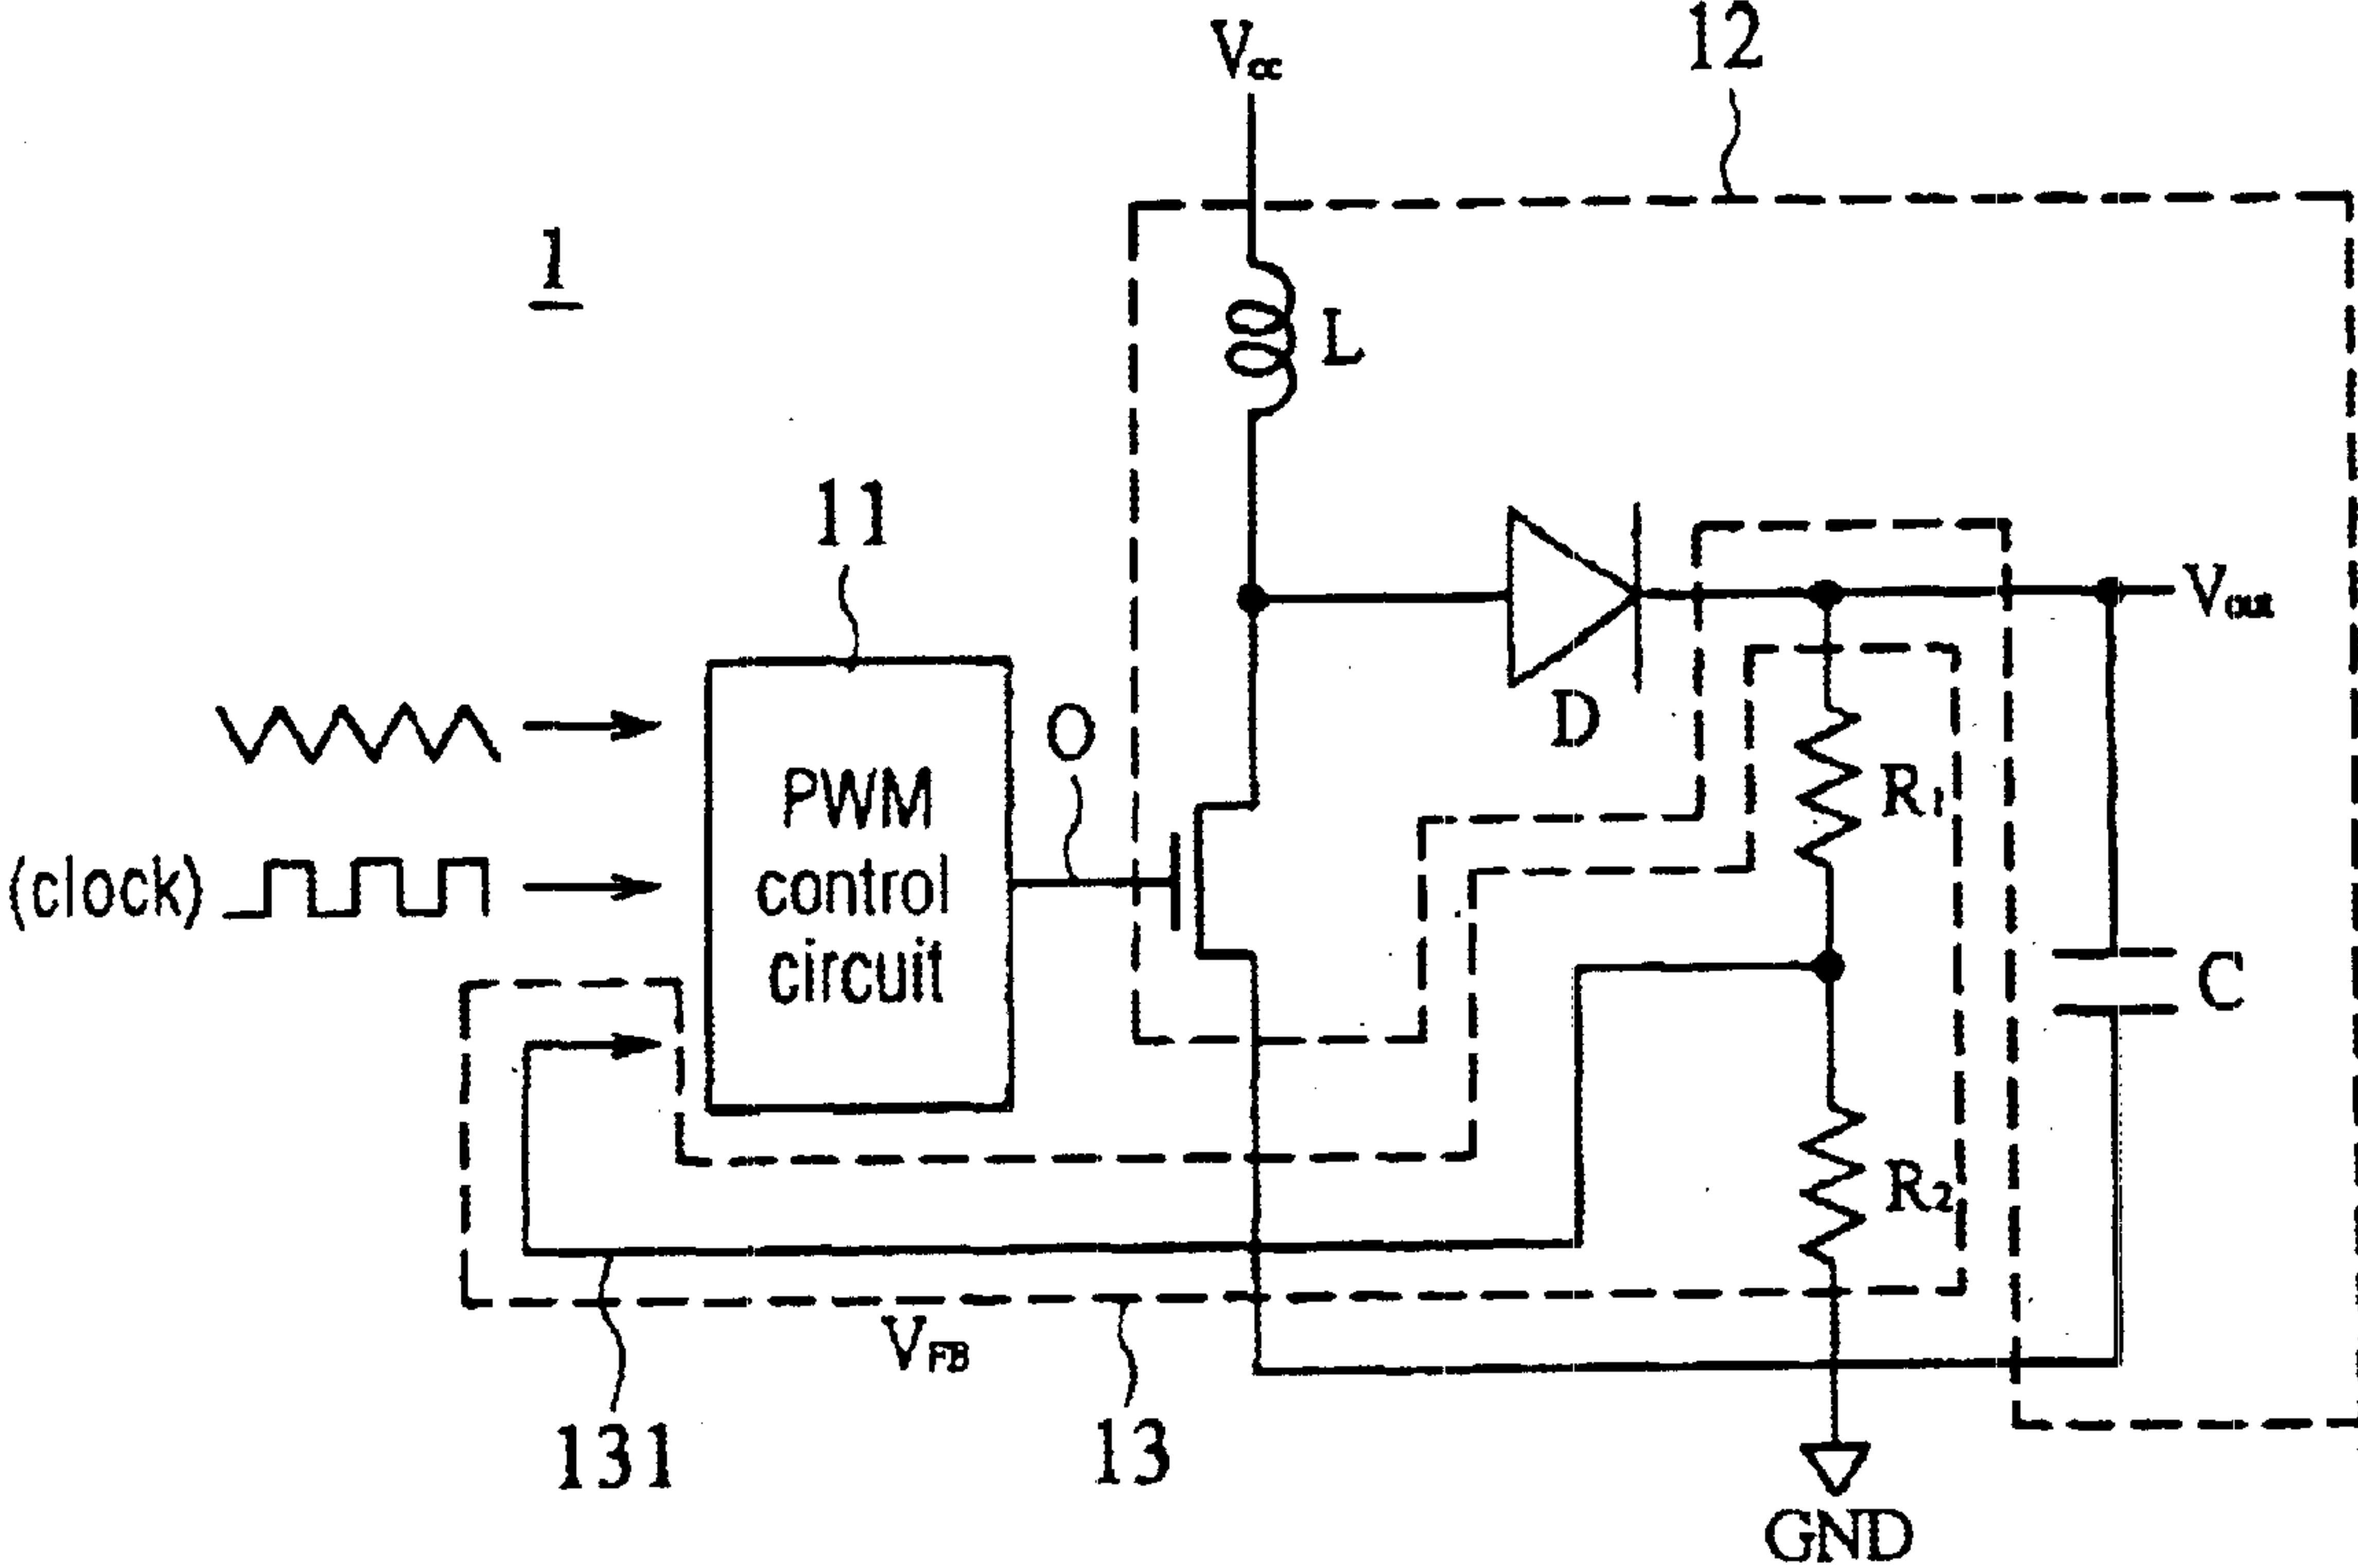 Vcc
12
1
L
11
Vout
D
O
PWM
control
circuit
R1
(clock)
C
R2
VFB
131
13
GND